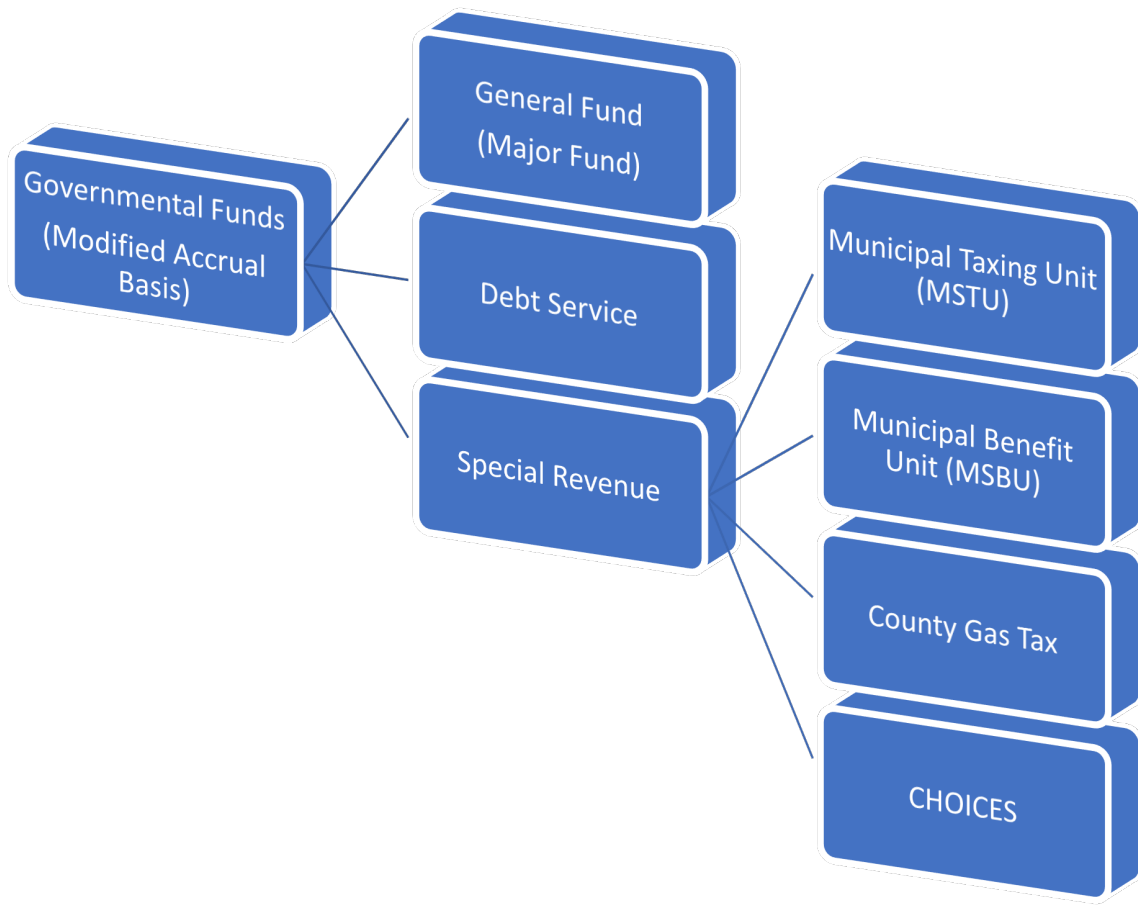 Governmental Funds
(Modified Accrual
Basis)
General Fund
(Major Fund)
Debt Service
Special Revenue
Municipal Taxing Unit
(MSTU)
Municipal Benefit
Unit (MSBU)
County Gas Tax
CHOICES